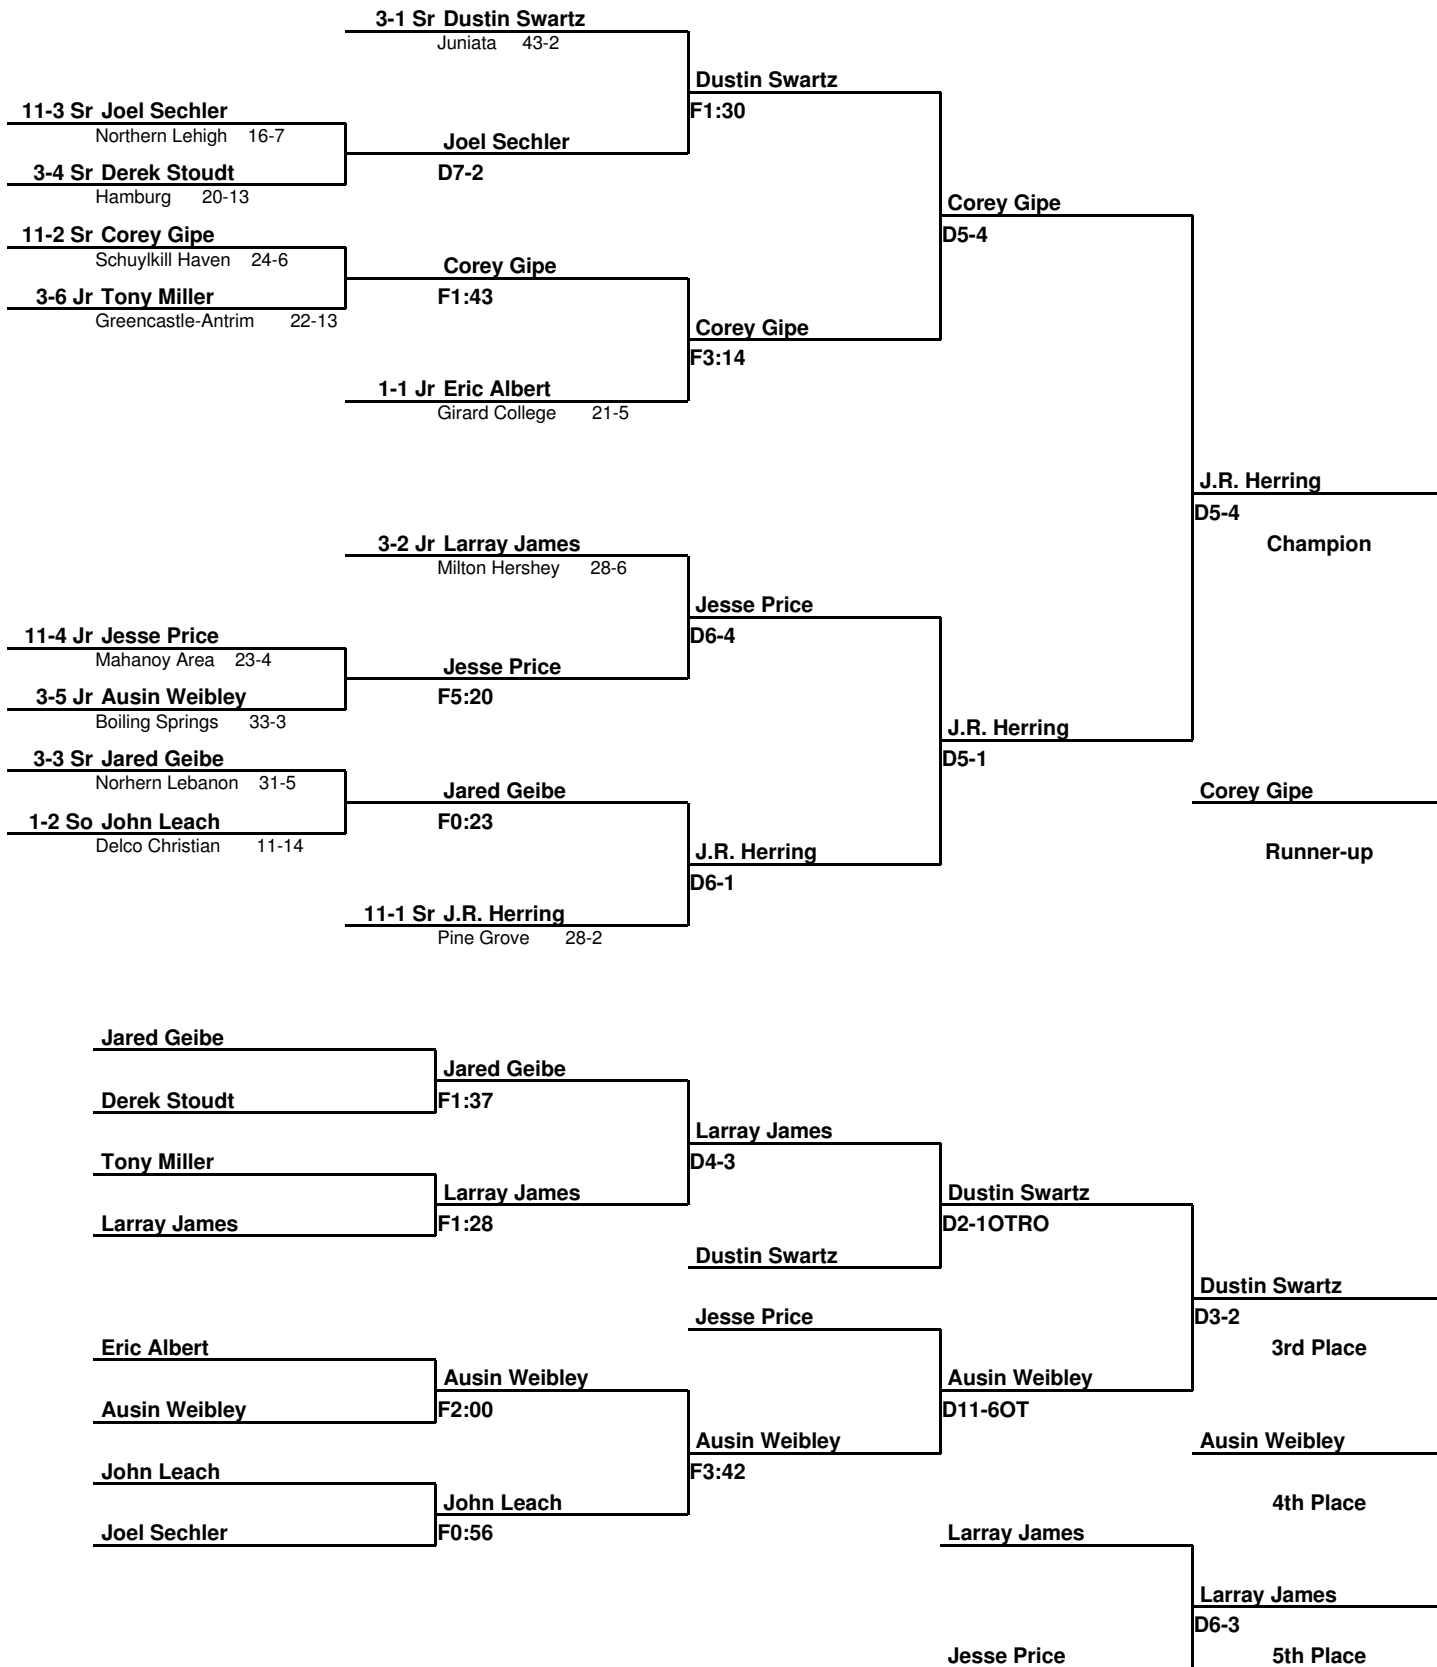 3-1 Sr Dustin Swartz
Juniata 43-2
Dustin Swartz
11-3 Sr Joel Sechler
F1:30
Northern Lehigh 16-7
Joel Sechler
3-4 Sr Derek Stoudt
D7-2
Hamburg 20-13
Corey Gipe
11-2 Sr Corey Gipe
D5-4
Schuylkill Haven 24-6
Corey Gipe
3-6 Jr Tony Miller
F1:43
Greencastle-Antrim 22-13
Corey Gipe
F3:14
1-1 Jr Eric Albert
Girard College 21-5
J.R. Herring
D5-4
3-2 Jr Larray James
Champion
Milton Hershey 28-6
Jesse Price
11-4 Jr Jesse Price
D6-4
Mahanoy Area 23-4
Jesse Price
3-5 Jr Ausin Weibley
F5:20
Boiling Springs 33-3
J.R. Herring
3-3 Sr Jared Geibe
D5-1
Norhern Lebanon 31-5
Jared Geibe
Corey Gipe
1-2 So John Leach
F0:23
Delco Christian 11-14
J.R. Herring
Runner-up
D6-1
11-1 Sr J.R. Herring
Pine Grove 28-2
Jared Geibe
Jared Geibe
Derek Stoudt
F1:37
Larray James
Tony Miller
D4-3
Larray James
Dustin Swartz
Larray James
F1:28
D2-1OTRO
Dustin Swartz
Dustin Swartz
Jesse Price
D3-2
Eric Albert
3rd Place
Ausin Weibley
Ausin Weibley
Ausin Weibley
F2:00
D11-6OT
Ausin Weibley
Ausin Weibley
John Leach
F3:42
John Leach
4th Place
Joel Sechler
F0:56
Larray James
Larray James
D6-3
Jesse Price
5th Place